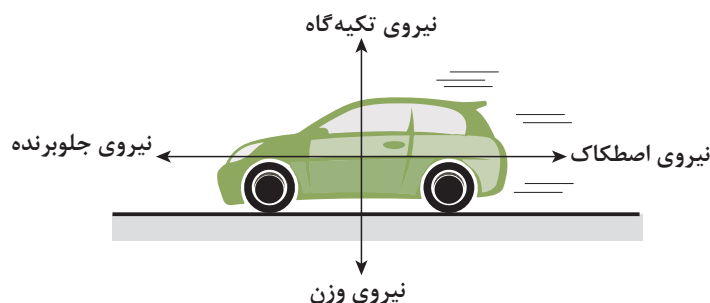 نیروی تکیه‌گاه
نیروی جلوبرنده
نیروی اصطکاک
نیروی وزن